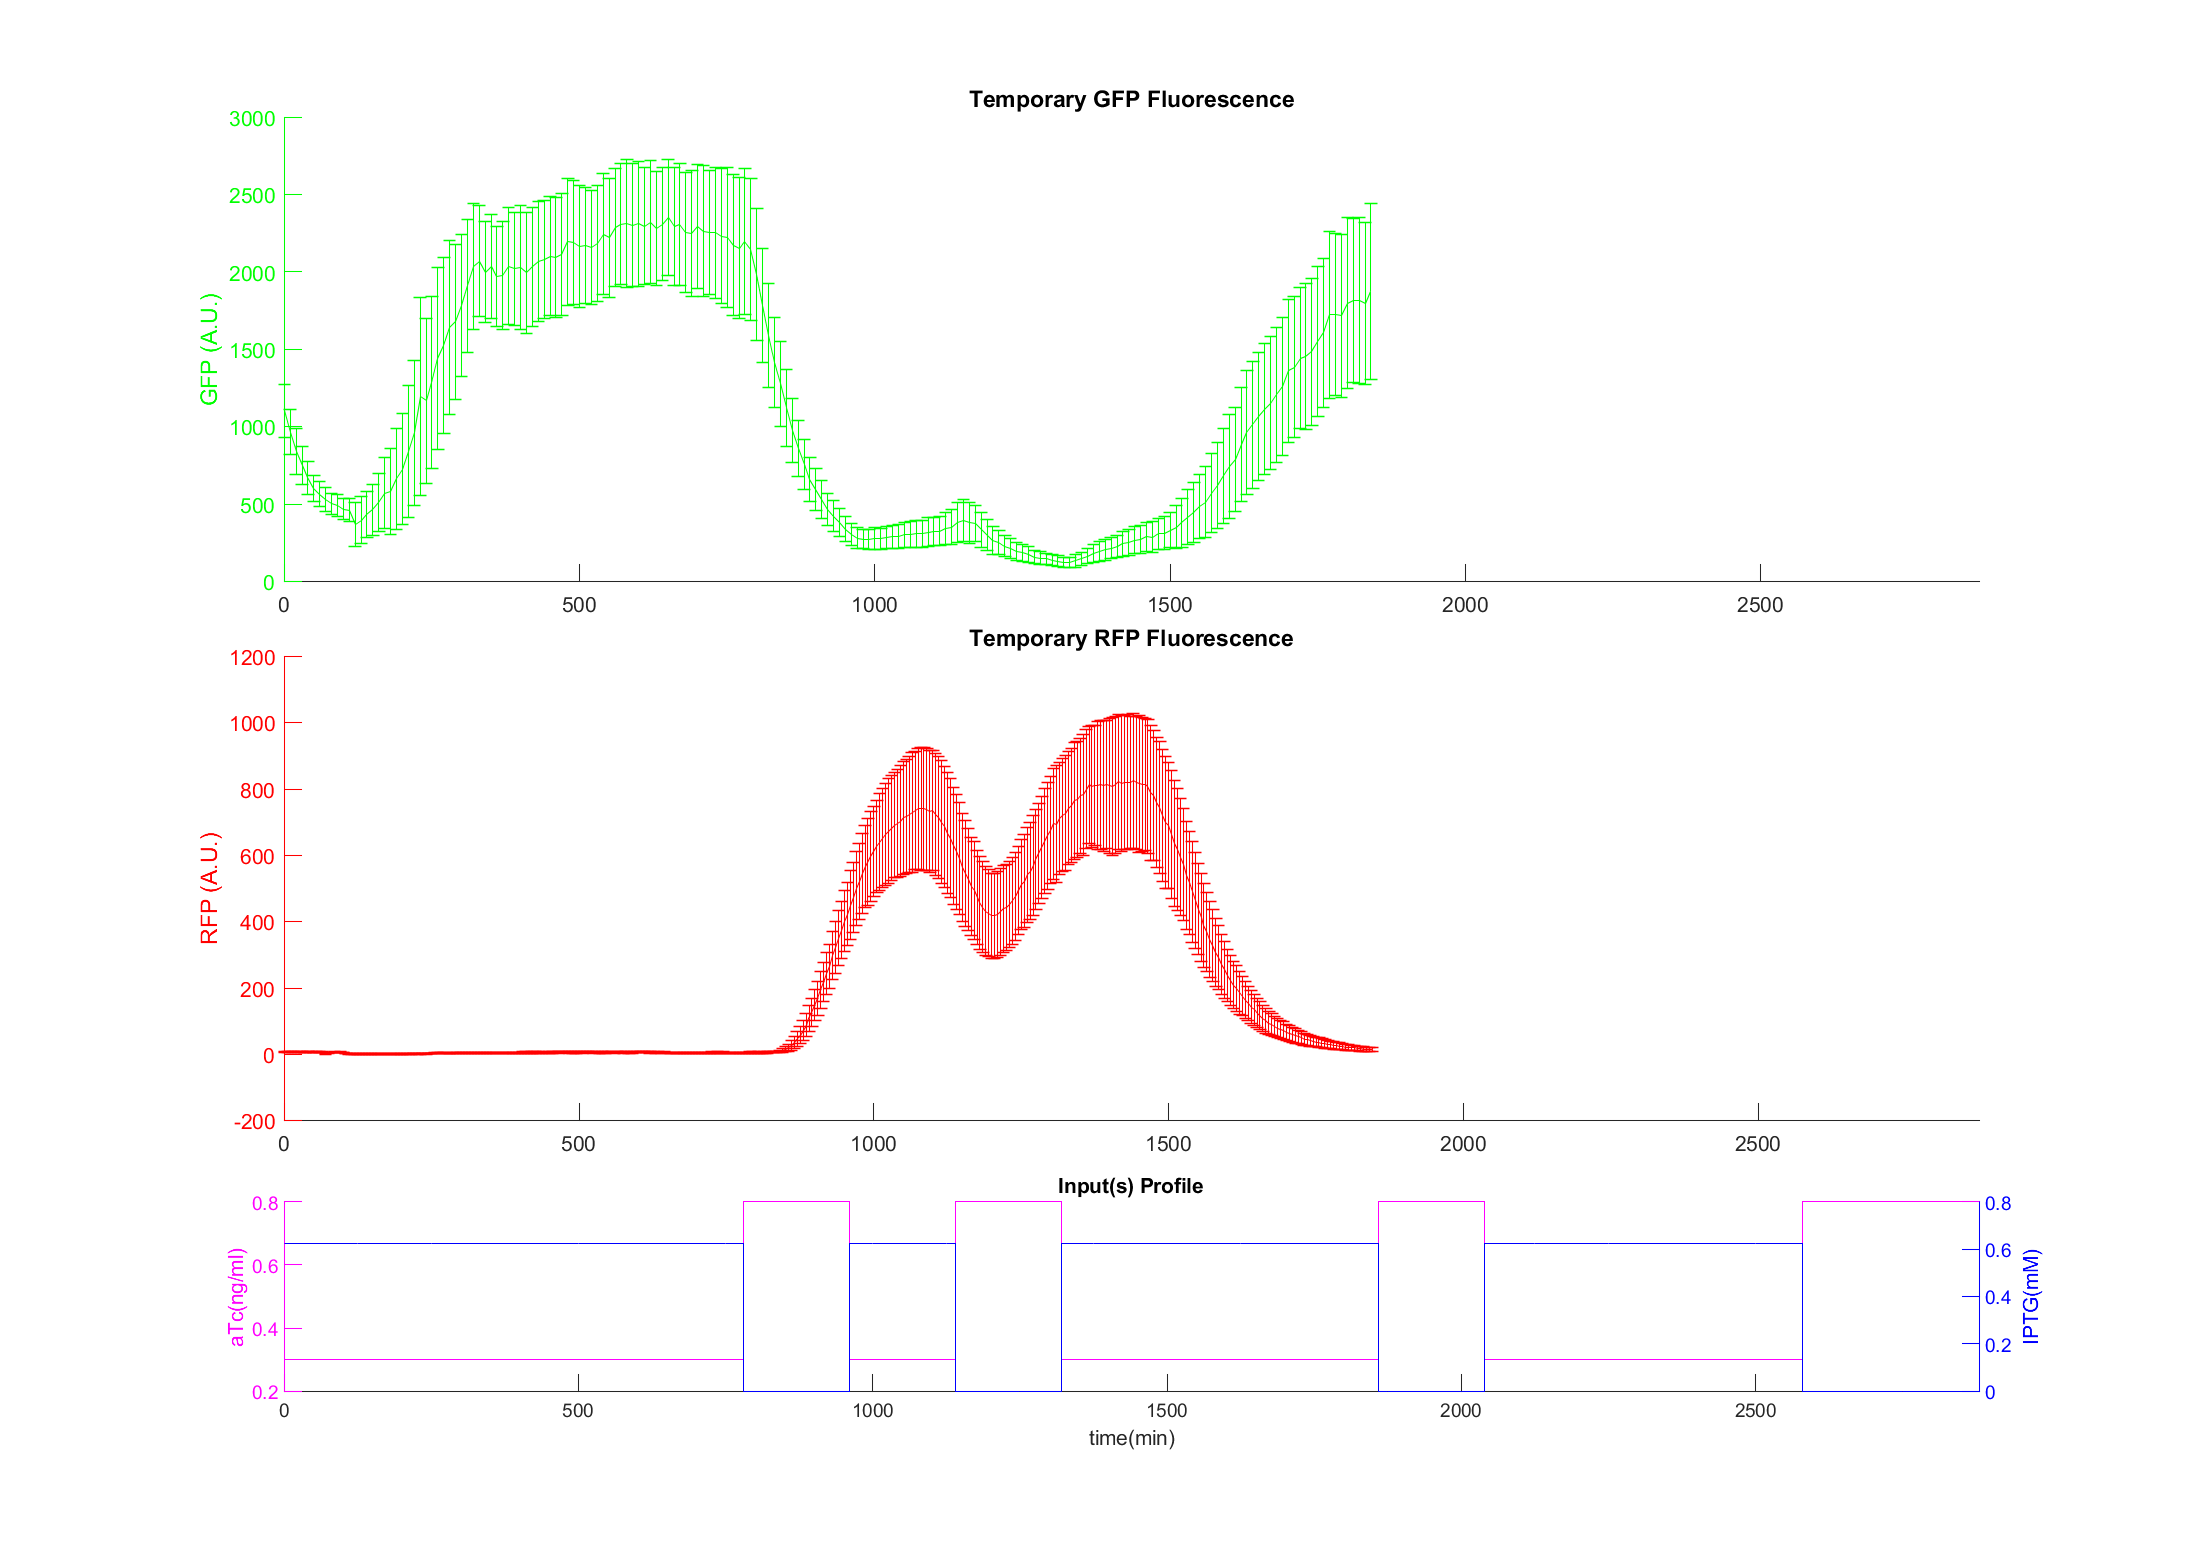 Temporary GFP Fluorescence
GFP (A.U.)
3000
2500
2000
1500
1000
500
0
0 500 1000 1500 2000 2500
Temporary RFP Fluorescence
RFP (A.U.)
1200
1000
800
600
400
200
0
-200
0 500 1000 1500 2000 2500
Input(s) Profile
aTc(ng/ml)
0.8
0.6
0.4
0.2
IPTG(mM)
0.8
0.6
0.4
0.2
0
0 500 1000 1500 2000 2500
time(min)